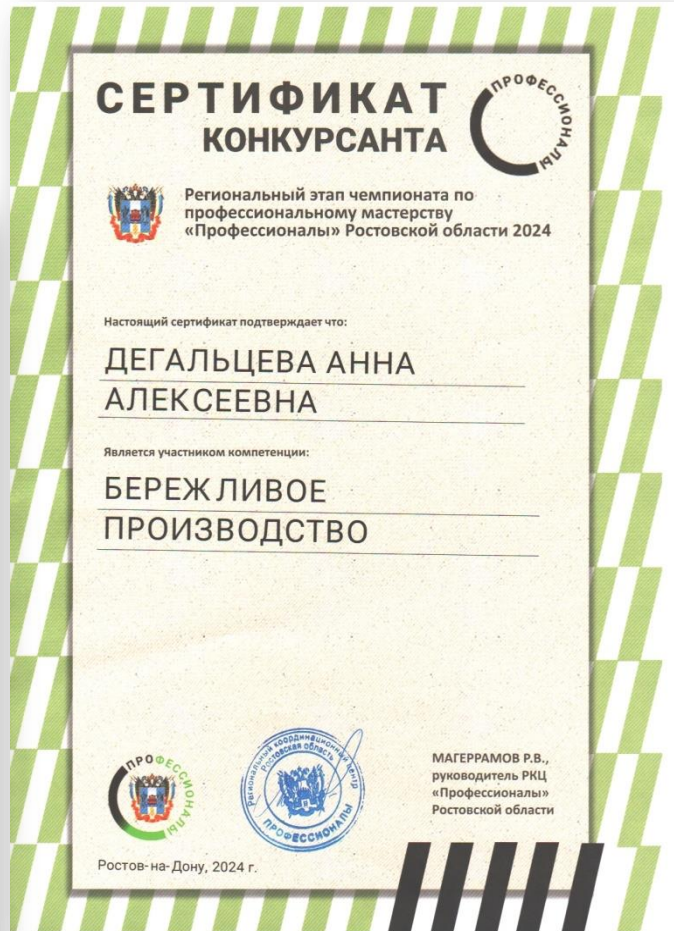 СЕРТИФИКАТ
КОНКУРСАНТА
ПРОФЕССИОНАЛЫ
Региональный этап чемпионата по
профессиональному мастерству
«Профессионалы» Ростовской области 2024
Настоящий сертификат подтверждает что:
ДЕГАЛЬЦЕВА АННА
АЛЕКСЕЕВНА
Является участником компетенции:
БЕРЕЖЛИВОЕ
ПРОИЗВОДСТВО
ПРОФЕССИОНАЛЫ
Региональный координационный центр
Ростовская область
ПРОФЕССИОНАЛЫ
МАГЕРРАМОВ Р.В.,
руководитель РКЦ
«Профессионалы»
Ростовской области
Ростов-на-Дону, 2024 г.